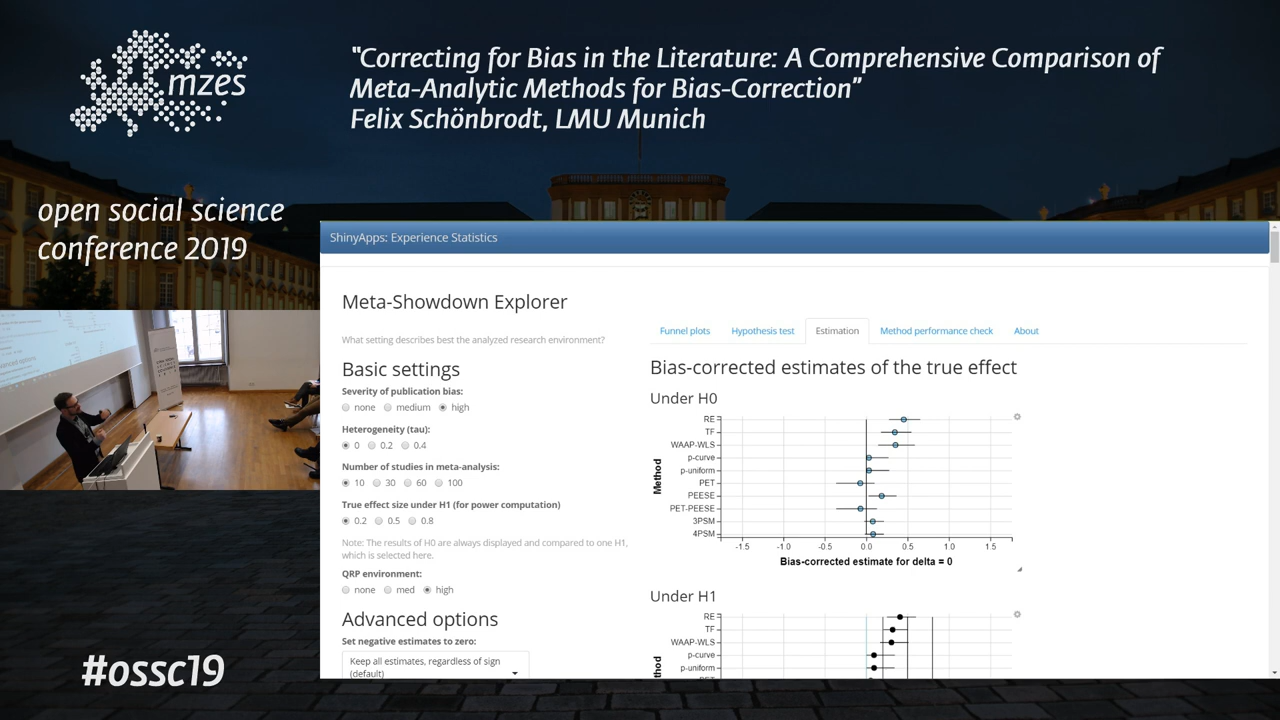 mzes
"Correcting for Bias in the Literature: A Comprehensive Comparison of
Meta-Analytic Methods for Bias-Correction"
Felix Schönbrodt, LMU Munich
open social science
conference 2019
#ossc19
ShinyApps: Experience Statistics
Meta-Showdown Explorer
What setting describes best the analyzed research environment?
Basic settings
Severity of publication bias:
none medium high
Heterogeneity (tau):
0 0.2 0.4
Number of studies in meta-analysis:
10 30 60 100
True effect size under H1 (for power computation)
0.2 0.5 0.8
Note: The results of H0 are always displayed and compared to one H1,
which is selected here.
QRP environment:
none med high
Advanced options
Set negative estimates to zero:
Keep all estimates, regardless of sign
(default)
Funnel plots Hypothesis test Estimation Method performance check About
Bias-corrected estimates of the true effect
Under H0
Method
RE
TF
WAAP-WLS
p-curve
p-uniform
PET
PEESE
PET-PEESE
3PSM
4PSM
-1.5 -1.0 -0.5 0.0 0.5 1.0 1.5
Bias-corrected estimate for delta = 0
Under H1
RE
TF
WAAP-WLS
p-curve
p-uniform